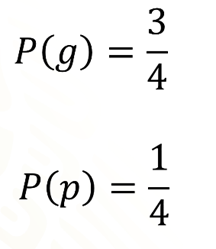 P(g) = 3/4
P(p) = 1/4